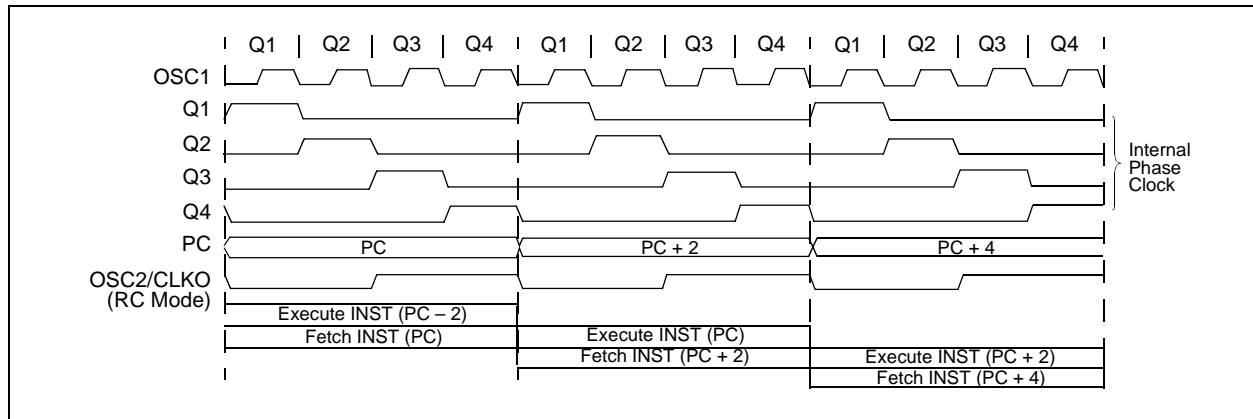 Q1 Q2 Q3 Q4 Q1 Q2 Q3 Q4 Q1 Q2 Q3 Q4
OSC1
Q1
Q2
Q3
Q4
Internal
Phase
Clock
PC PC PC + 2 PC + 4
OSC2/CLKO
(RC Mode)
Execute INST (PC – 2)
Fetch INST (PC) Execute INST (PC)
Fetch INST (PC + 2) Execute INST (PC + 2)
Fetch INST (PC + 4)